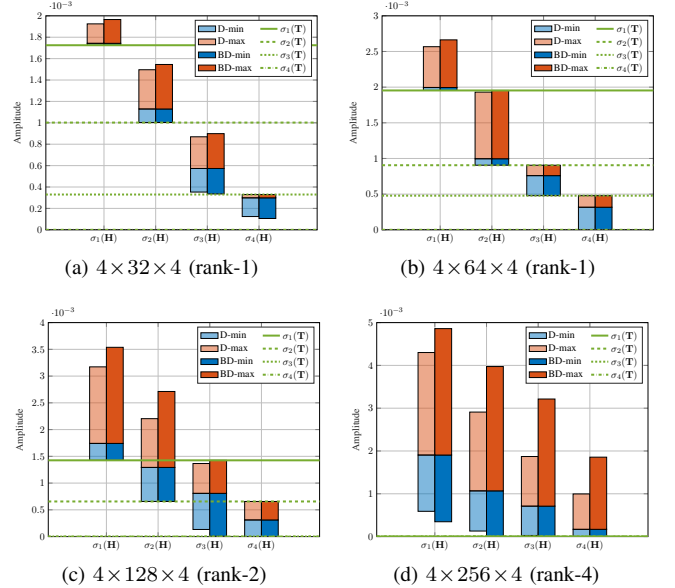 ·10⁻³
2
1.8
1.6
1.4
1.2
1
0.8
0.6
0.4
0.2
0
Amplitude
D-min
D-max
BD-min
BD-max
σ₁(T)
σ₂(T)
σ₃(T)
σ₄(T)
σ₁(H) σ₂(H) σ₃(H) σ₄(H)
(a) 4×32×4 (rank-1)
·10⁻³
3
2.5
2
1.5
1
0.5
0
Amplitude
D-min
D-max
BD-min
BD-max
σ₁(T)
σ₂(T)
σ₃(T)
σ₄(T)
σ₁(H) σ₂(H) σ₃(H) σ₄(H)
(b) 4×64×4 (rank-1)
·10⁻³
4
3.5
3
2.5
2
1.5
1
0.5
0
Amplitude
D-min
D-max
BD-min
BD-max
σ₁(T)
σ₂(T)
σ₃(T)
σ₄(T)
σ₁(H) σ₂(H) σ₃(H) σ₄(H)
(c) 4×128×4 (rank-2)
·10⁻³
5
4
3
2
1
0
Amplitude
D-min
D-max
BD-min
BD-max
σ₁(T)
σ₂(T)
σ₃(T)
σ₄(T)
σ₁(H) σ₂(H) σ₃(H) σ₄(H)
(d) 4×256×4 (rank-4)